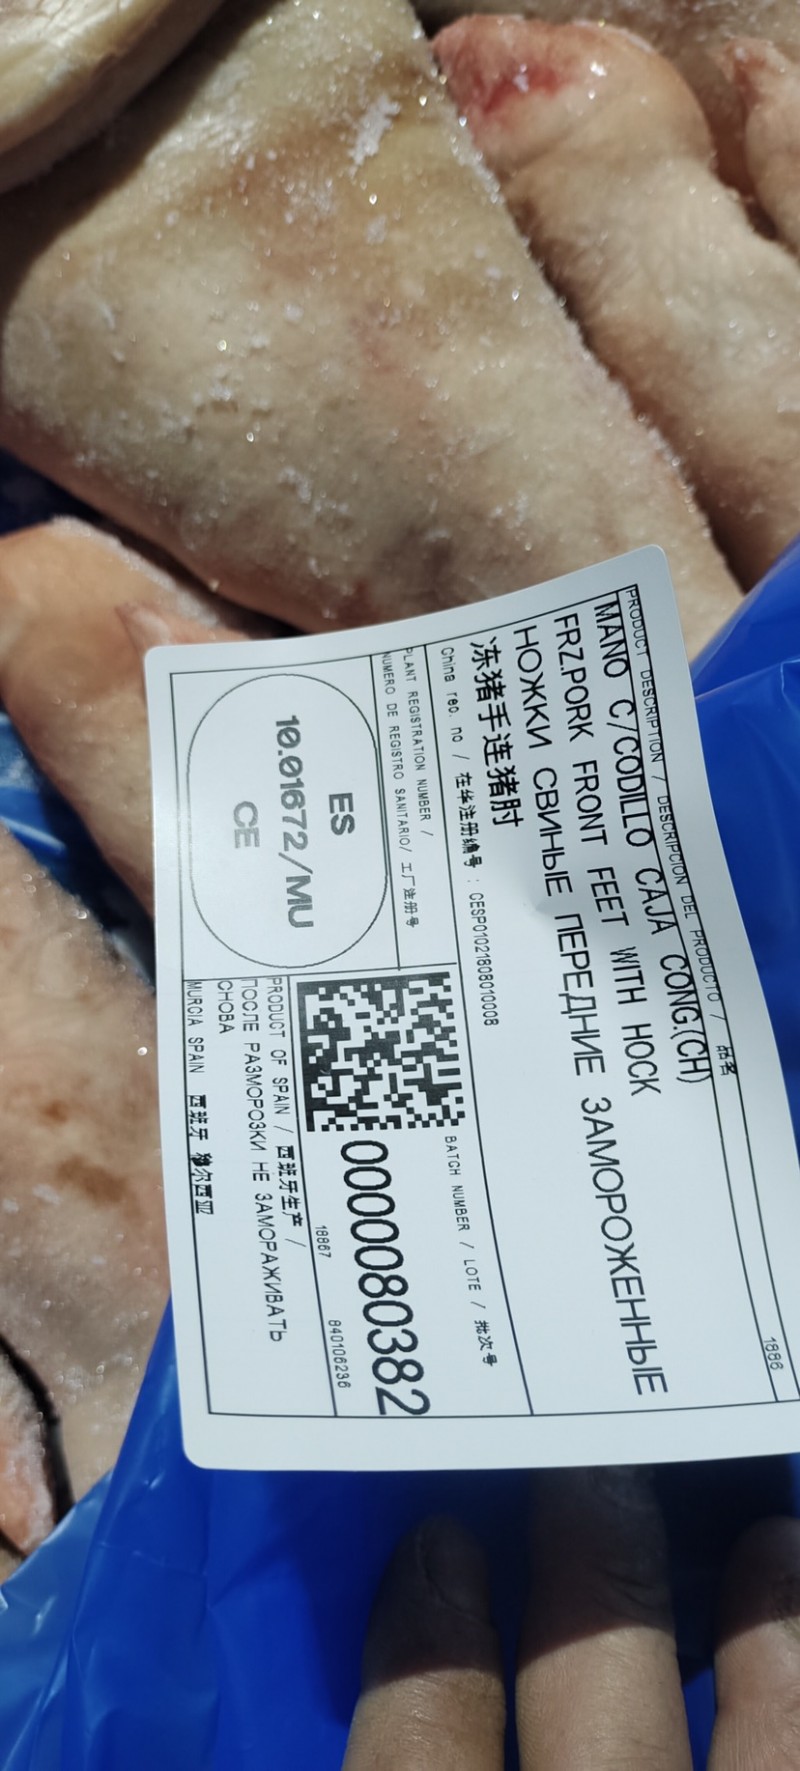 PRODUCT DESCRIPTION / DESCRIPCION DEL PRODUCTO / 品名
MANO C/CODILLO CAJA CONG.(CH)
FRZ.PORK FRONT FEET WITH HOCK
НОЖКИ СВИНЫЕ ПЕРЕДНИЕ ЗАМОРОЖЕННЫЕ
冻猪手连猪肘
1886
China reg. no / 在华注册编号 : CESP01021808010008
PLANT REGISTRATION NUMBER /
NUMERO DE REGISTRO SANITARIO/ 工厂注册号
ES
10.01672/MU
CE
BATCH NUMBER / LOTE / 批次号
0000080382
18867
840106236
PRODUCT OF SPAIN / 西班牙生产 /
ПОСЛЕ РАЗМОРОЗКИ НЕ ЗАМОРАЖИВАТЬ
СНОВА
MURCIA SPAIN 西班牙 穆尔西亚